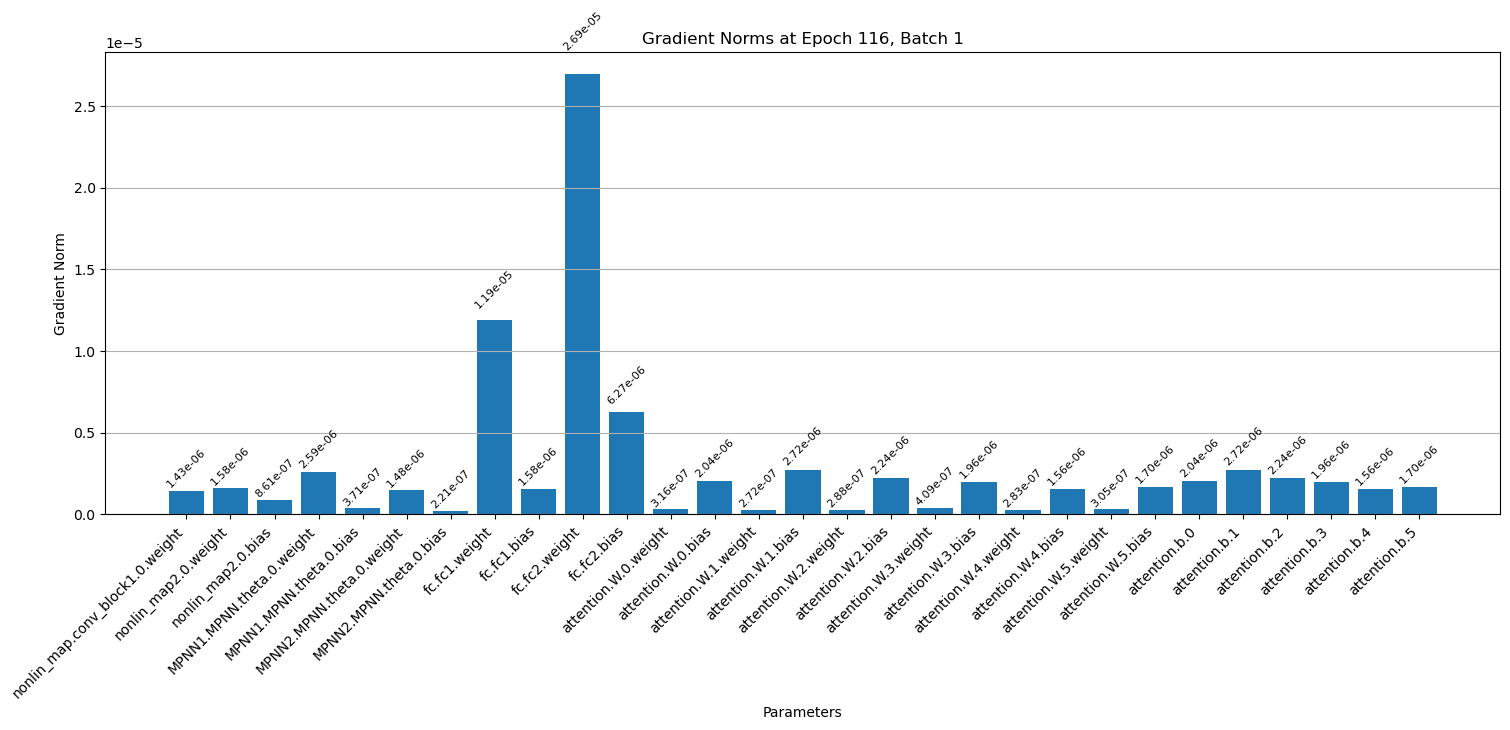 Gradient Norms at Epoch 116, Batch 1
1e−5
2.5
2.0
1.5
1.0
0.5
0.0
Gradient Norm
1.43e-06
1.58e-06
8.61e-07
2.59e-06
3.71e-07
1.48e-06
2.21e-07
1.19e-05
1.58e-06
2.69e-05
6.27e-06
3.16e-07
2.04e-06
2.72e-07
2.72e-06
2.88e-07
2.24e-06
4.09e-07
1.96e-06
2.83e-07
1.56e-06
3.05e-07
1.70e-06
2.04e-06
2.72e-06
2.24e-06
1.96e-06
1.56e-06
1.70e-06
nonlin_map.conv_block1.0.weight
nonlin_map2.0.weight
nonlin_map2.0.bias
MPNN1.MPNN.theta.0.weight
MPNN1.MPNN.theta.0.bias
MPNN2.MPNN.theta.0.weight
MPNN2.MPNN.theta.0.bias
fc.fc1.weight
fc.fc1.bias
fc.fc2.weight
fc.fc2.bias
attention.W.0.weight
attention.W.0.bias
attention.W.1.weight
attention.W.1.bias
attention.W.2.weight
attention.W.2.bias
attention.W.3.weight
attention.W.3.bias
attention.W.4.weight
attention.W.4.bias
attention.W.5.weight
attention.W.5.bias
attention.b.0
attention.b.1
attention.b.2
attention.b.3
attention.b.4
attention.b.5
Parameters